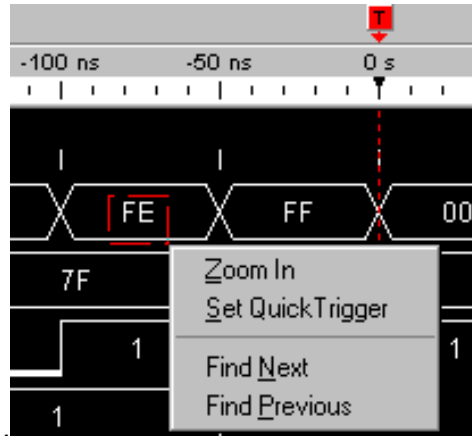 T
-100 ns -50 ns 0 s
FE FF 00
7F
Zoom In
Set QuickTrigger
1 1
Find Next
Find Previous
1